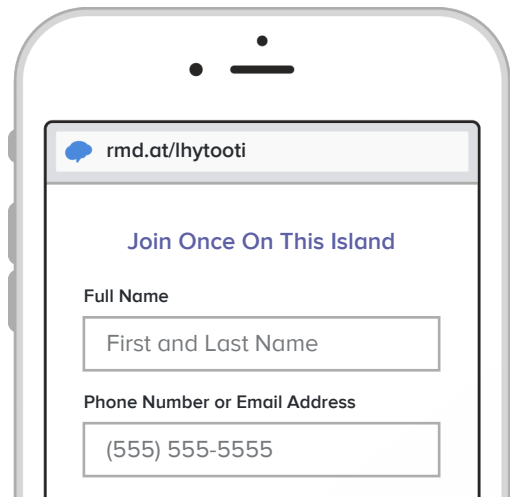 rmd.at/lhytooti
Join Once On This Island
Full Name
First and Last Name
Phone Number or Email Address
(555) 555-5555